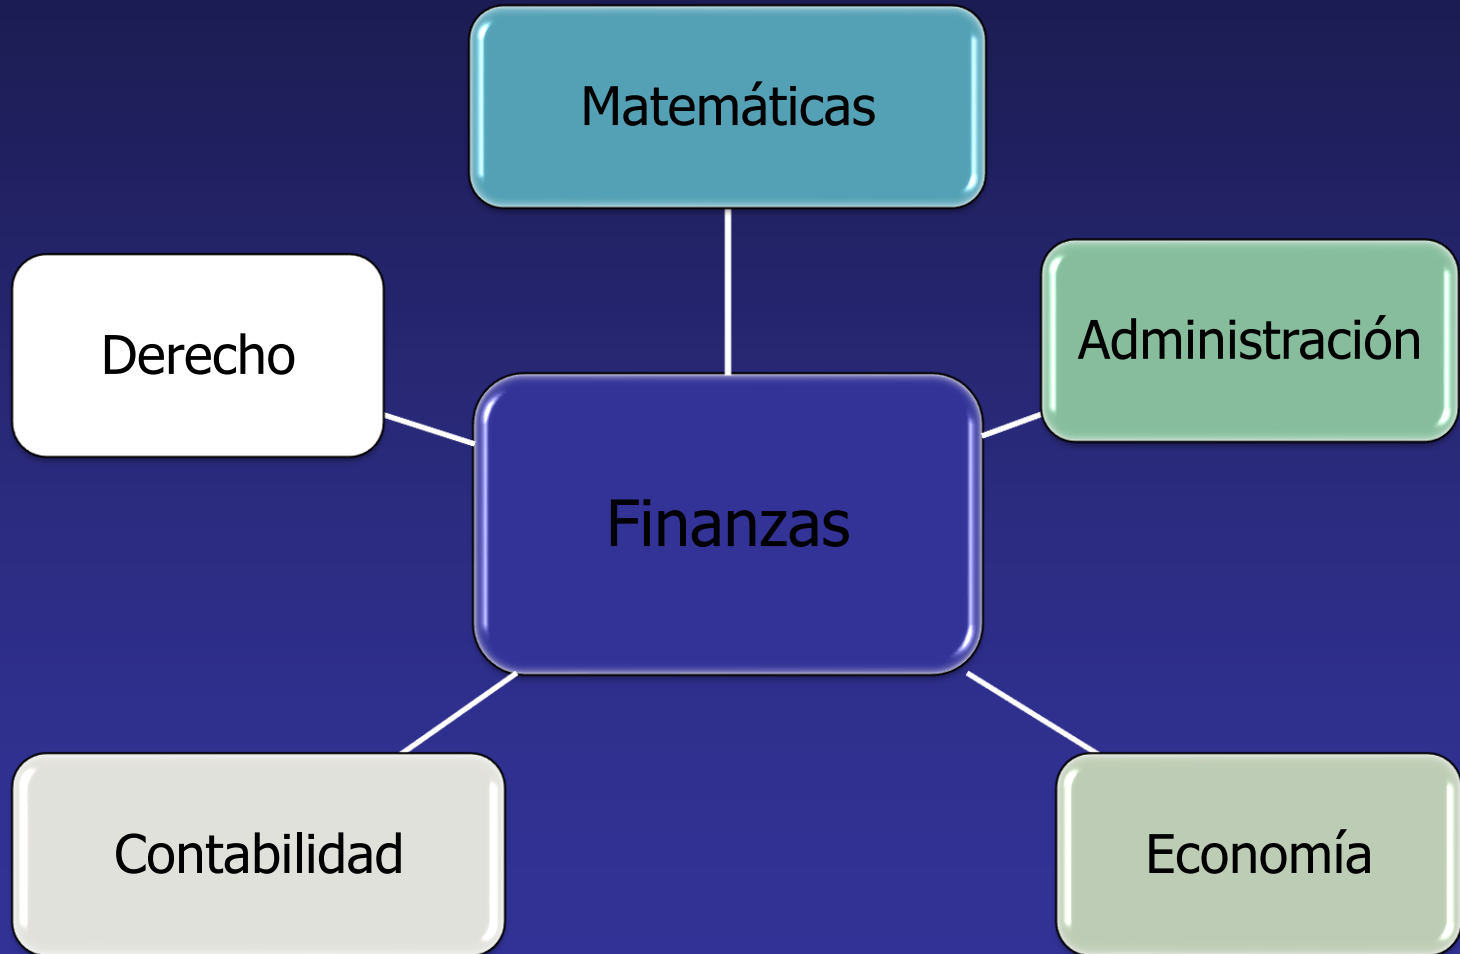 Matemáticas
Derecho
Administración
Finanzas
Contabilidad
Economía